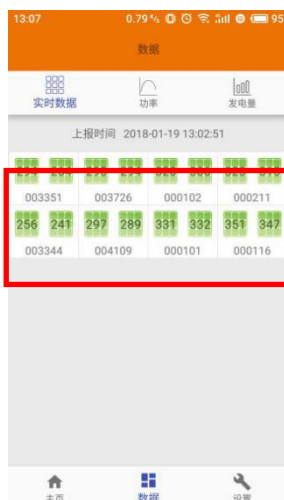 13:07 0.79 ᴷ/s 95
数据
实时数据 功率 发电量
上报时间 2018-01-19 13:02:51
003351 003726 000102 000211
256 241 297 289 331 332 351 347
003344 004109 000101 000116
主页 数据 设置